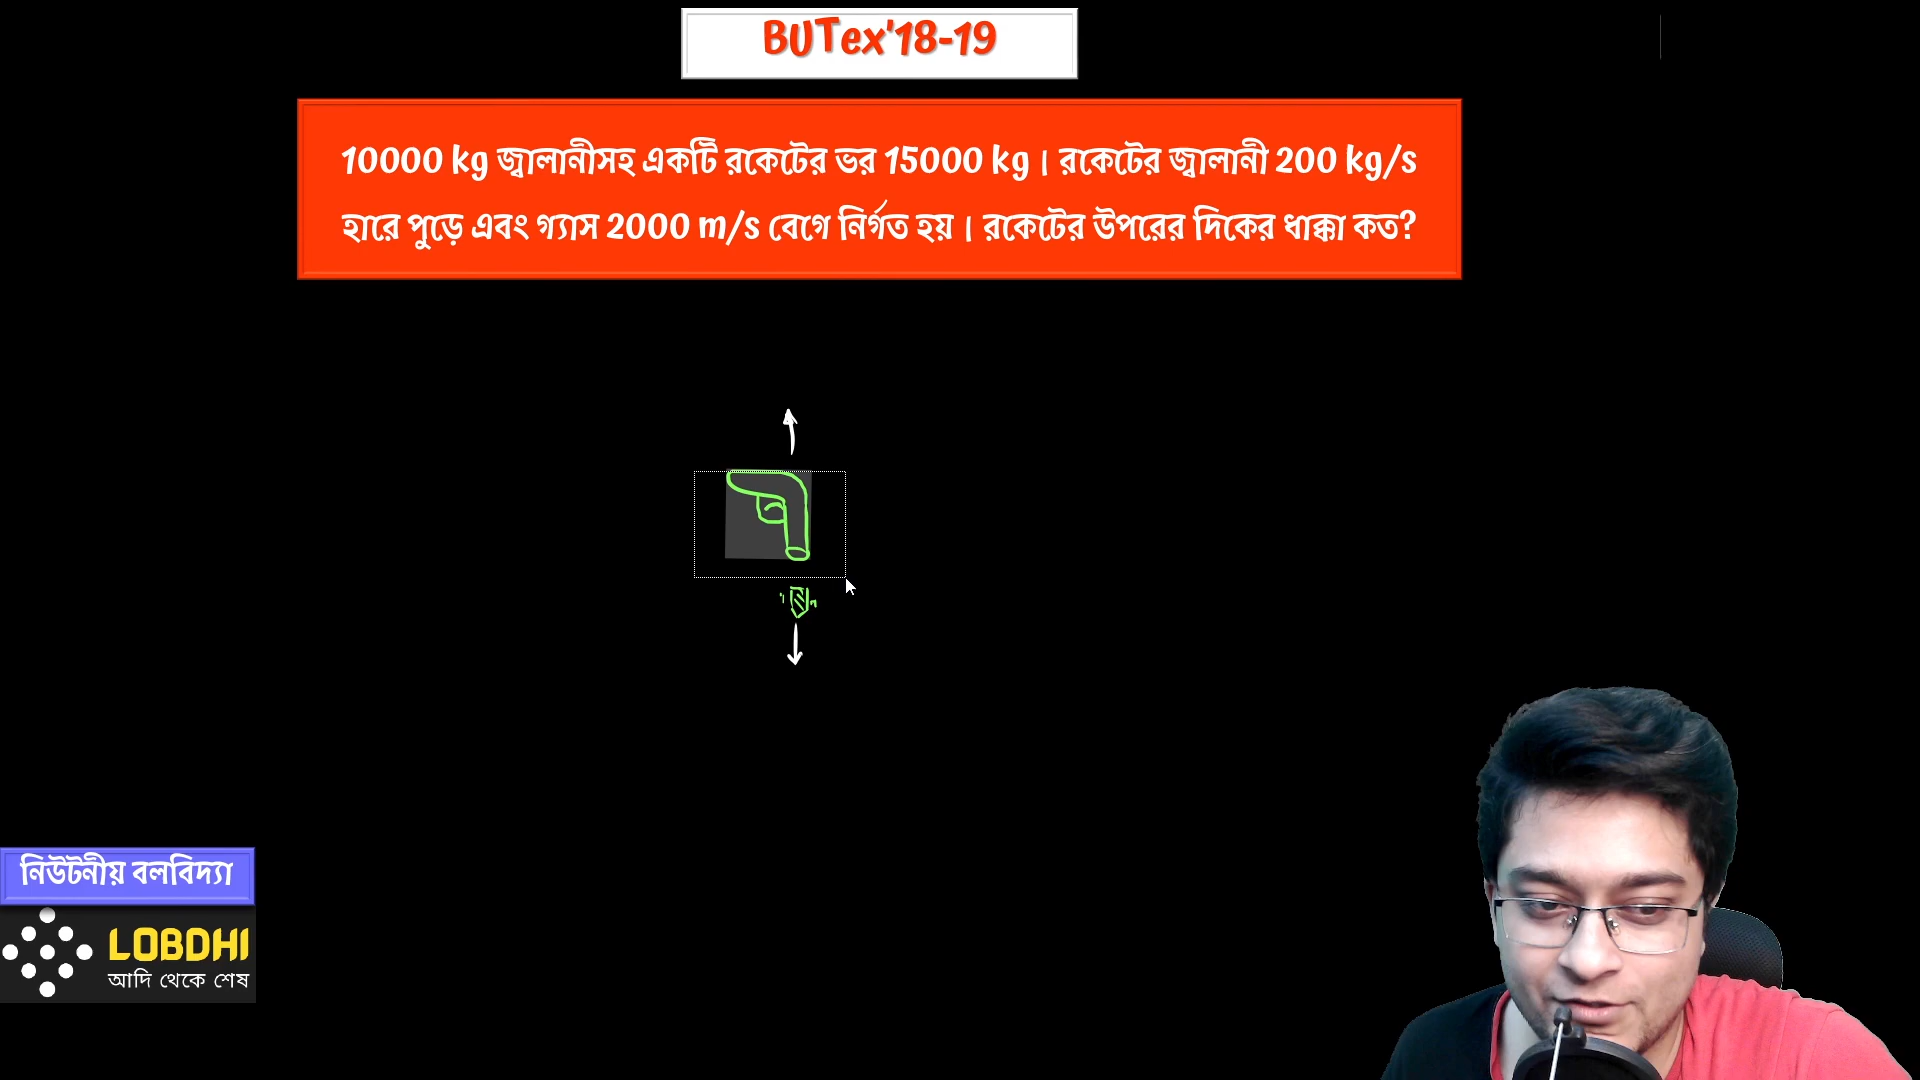 BUTex'18-19
10000 kg জ্বালানীসহ একটি রকেটের ভর 15000 kg । রকেটের জ্বালানী 200 kg/s
হারে পুড়ে এবং গ্যাস 2000 m/s বেগে নির্গত হয় । রকেটের উপরের দিকের ধাক্কা কত?
নিউটনীয় বলবিদ্যা
LOBDHI
আদি থেকে শেষ